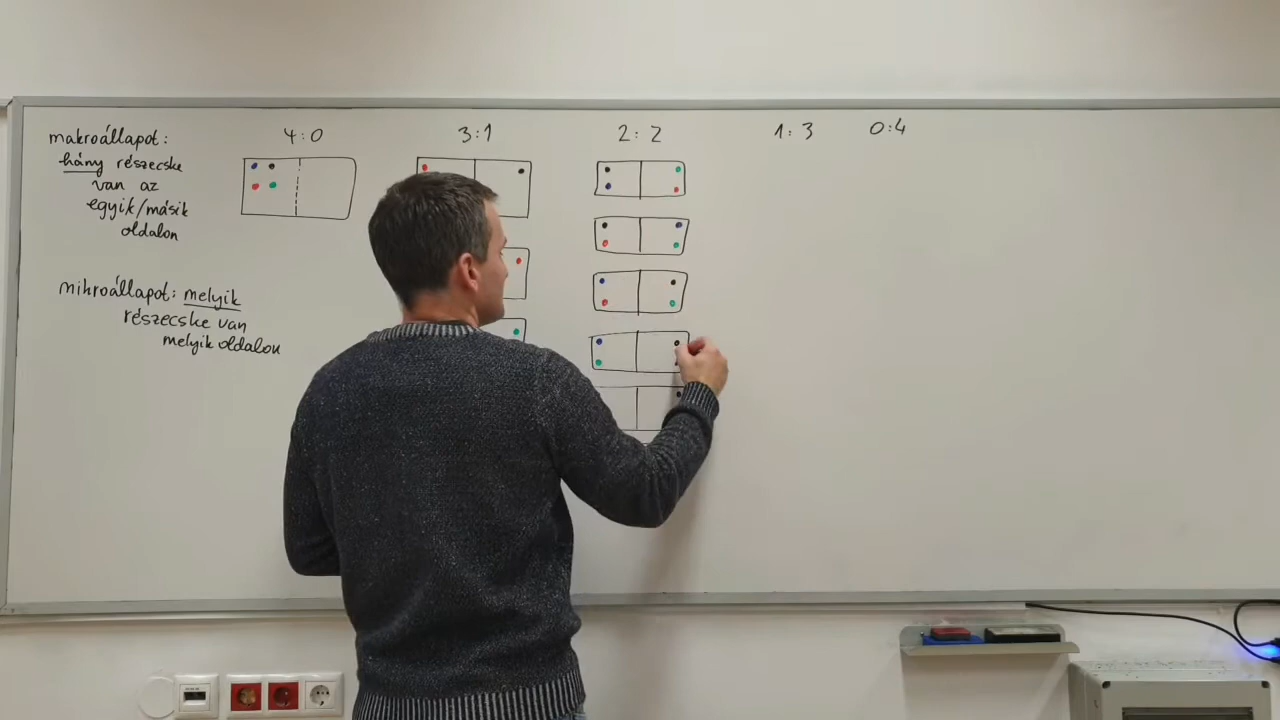 makroállapot:
hány részecske
van az
egyik/másik
oldalon
mikroállapot: melyik
részecske van
melyik oldalon
4:0
3:1
2:2
1:3
0:4